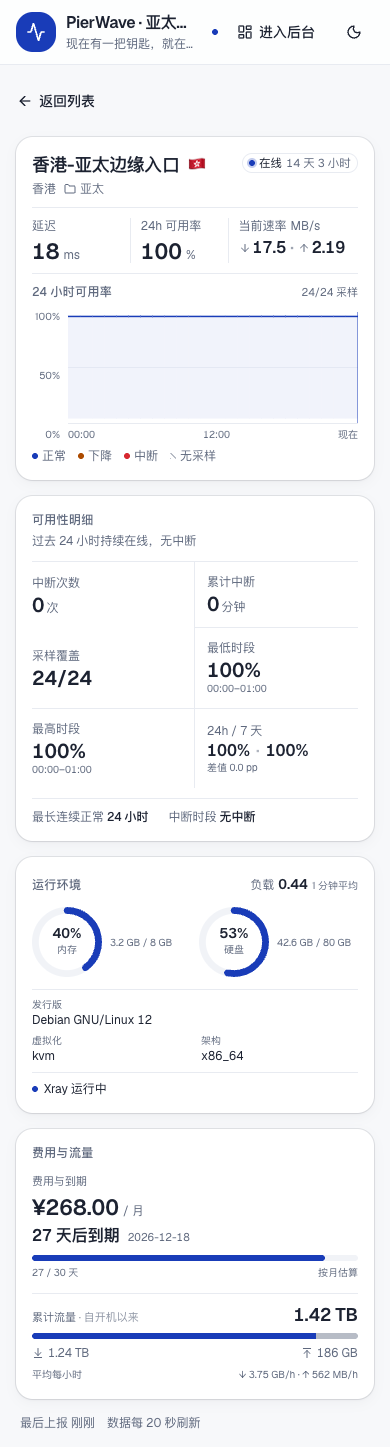 PierWave · 亚太...
现在有一把钥匙，就在...
进入后台
返回列表
香港-亚太边缘入口
在线 14 天 3 小时
香港 亚太
延迟
18 ms
24h 可用率
100 %
当前速率 MB/s
↓ 17.5 · ↑ 2.19
24 小时可用率
24/24 采样
100%
50%
0%
00:00
12:00
现在
正常
下降
中断
无采样
可用性明细
过去 24 小时持续在线，无中断
中断次数
0 次
累计中断
0 分钟
采样覆盖
24/24
最低时段
100%
00:00–01:00
最高时段
100%
00:00–01:00
24h / 7 天
100% · 100%
差值 0.0 pp
最长连续正常 24 小时
中断时段 无中断
运行环境
负载 0.44 1 分钟平均
40%
内存
3.2 GB / 8 GB
53%
硬盘
42.6 GB / 80 GB
发行版
Debian GNU/Linux 12
虚拟化
kvm
架构
x86_64
Xray 运行中
费用与流量
费用与到期
¥268.00 / 月
27 天后到期 2026-12-18
27 / 30 天
按月估算
累计流量 · 自开机以来
1.42 TB
1.24 TB
186 GB
平均每小时
↓ 3.75 GB/h · ↑ 562 MB/h
最后上报 刚刚 数据每 20 秒刷新